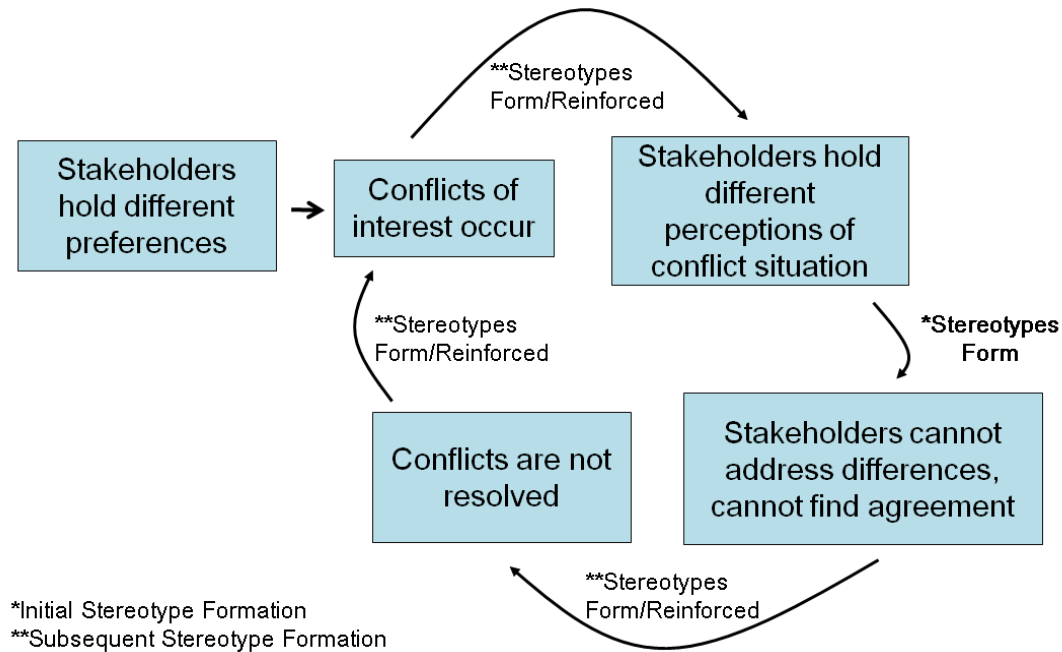 **Stereotypes
Form/Reinforced
Stakeholders
hold different
preferences
Conflicts of
interest occur
Stakeholders hold
different
perceptions of
conflict situation
**Stereotypes
Form/Reinforced
*Stereotypes
Form
Conflicts are not
resolved
Stakeholders cannot
address differences,
cannot find agreement
**Stereotypes
Form/Reinforced
*Initial Stereotype Formation
**Subsequent Stereotype Formation